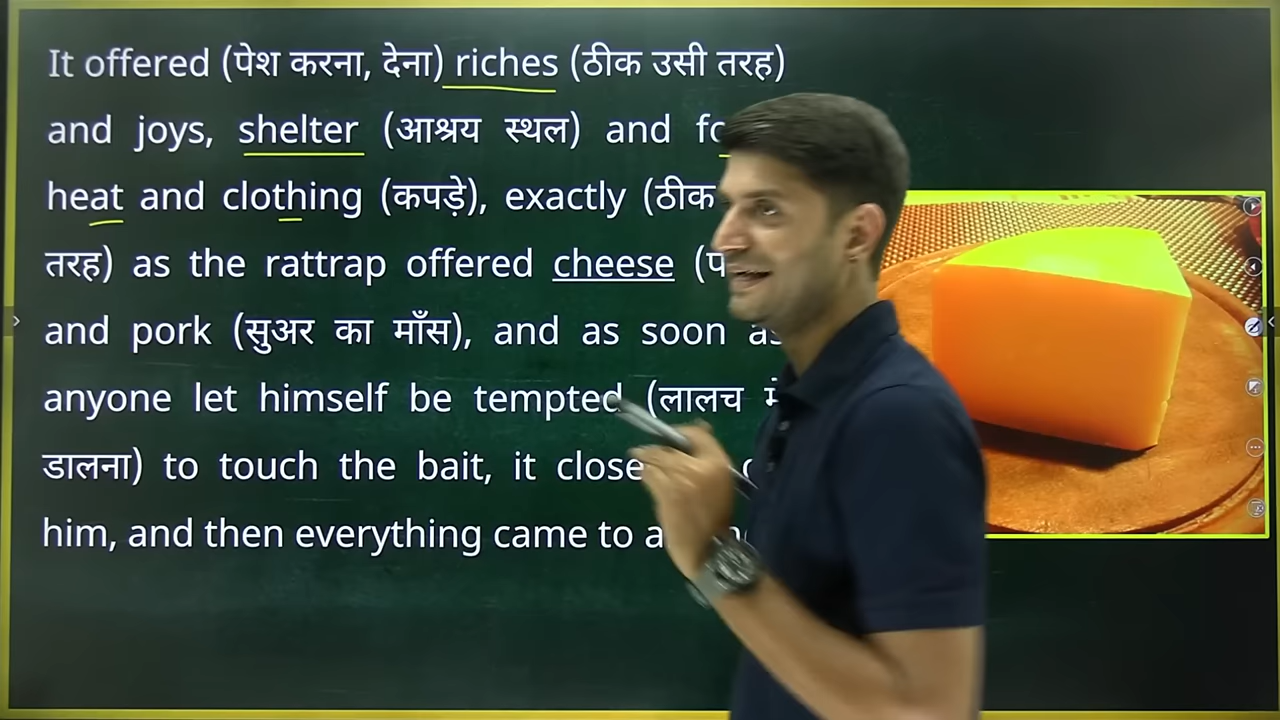 It offered (पेश करना, देना) riches (ठीक उसी तरह)
and joys, shelter (आश्रय स्थल) and
heat and clothing (कपड़े), exactly (ठीक
तरह) as the rattrap offered cheese
and pork (सुअर का माँस), and as soon as
anyone let himself be tempted (लालच में
डालना) to touch the bait, it
him, and then everything came to